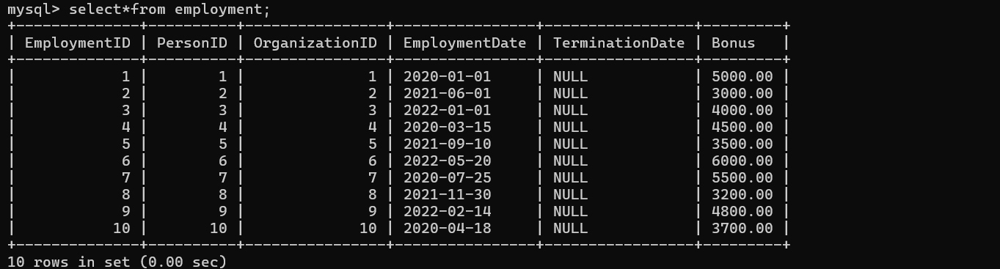 mysql> select*from employment;
+--------------+----------+----------------+----------------+-----------------+---------+
| EmploymentID | PersonID | OrganizationID | EmploymentDate | TerminationDate | Bonus   |
+--------------+----------+----------------+----------------+-----------------+---------+
|            1 |        1 |              1 | 2020-01-01     | NULL            | 5000.00 |
|            2 |        2 |              2 | 2021-06-01     | NULL            | 3000.00 |
|            3 |        3 |              3 | 2022-01-01     | NULL            | 4000.00 |
|            4 |        4 |              4 | 2020-03-15     | NULL            | 4500.00 |
|            5 |        5 |              5 | 2021-09-10     | NULL            | 3500.00 |
|            6 |        6 |              6 | 2022-05-20     | NULL            | 6000.00 |
|            7 |        7 |              7 | 2020-07-25     | NULL            | 5500.00 |
|            8 |        8 |              8 | 2021-11-30     | NULL            | 3200.00 |
|            9 |        9 |              9 | 2022-02-14     | NULL            | 4800.00 |
|           10 |       10 |             10 | 2020-04-18     | NULL            | 3700.00 |
+--------------+----------+----------------+----------------+-----------------+---------+
10 rows in set (0.00 sec)